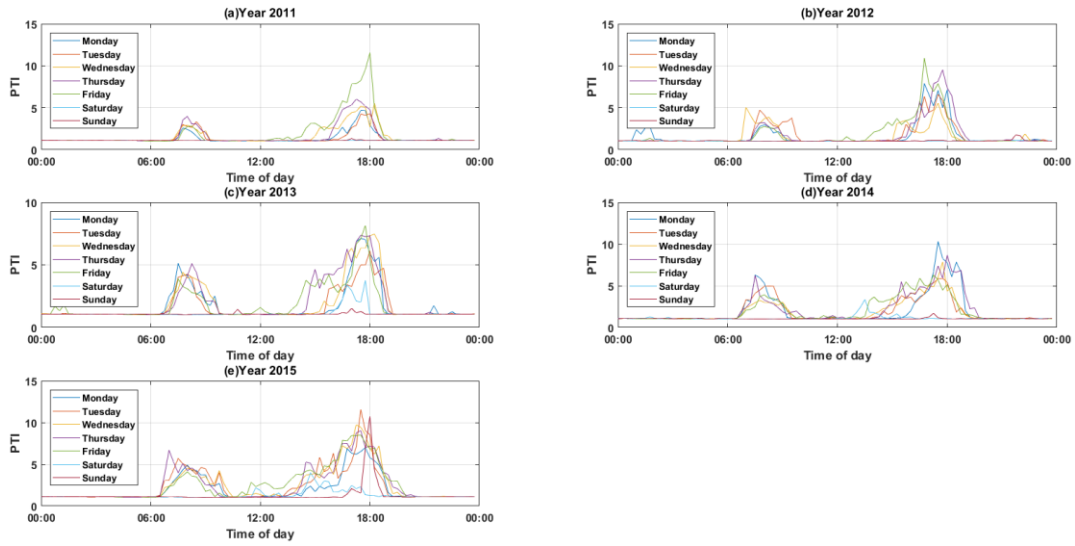 (a)Year 2011
15
10
5
0
PTI
Monday
Tuesday
Wednesday
Thursday
Friday
Saturday
Sunday
00:00 06:00 12:00 18:00 00:00
Time of day
(b)Year 2012
15
10
5
0
PTI
Monday
Tuesday
Wednesday
Thursday
Friday
Saturday
Sunday
00:00 06:00 12:00 18:00 00:00
Time of day
(c)Year 2013
10
5
0
PTI
Monday
Tuesday
Wednesday
Thursday
Friday
Saturday
Sunday
00:00 06:00 12:00 18:00 00:00
Time of day
(d)Year 2014
15
10
5
0
PTI
Monday
Tuesday
Wednesday
Thursday
Friday
Saturday
Sunday
00:00 06:00 12:00 18:00 00:00
Time of day
(e)Year 2015
15
10
5
0
PTI
Monday
Tuesday
Wednesday
Thursday
Friday
Saturday
Sunday
00:00 06:00 12:00 18:00 00:00
Time of day